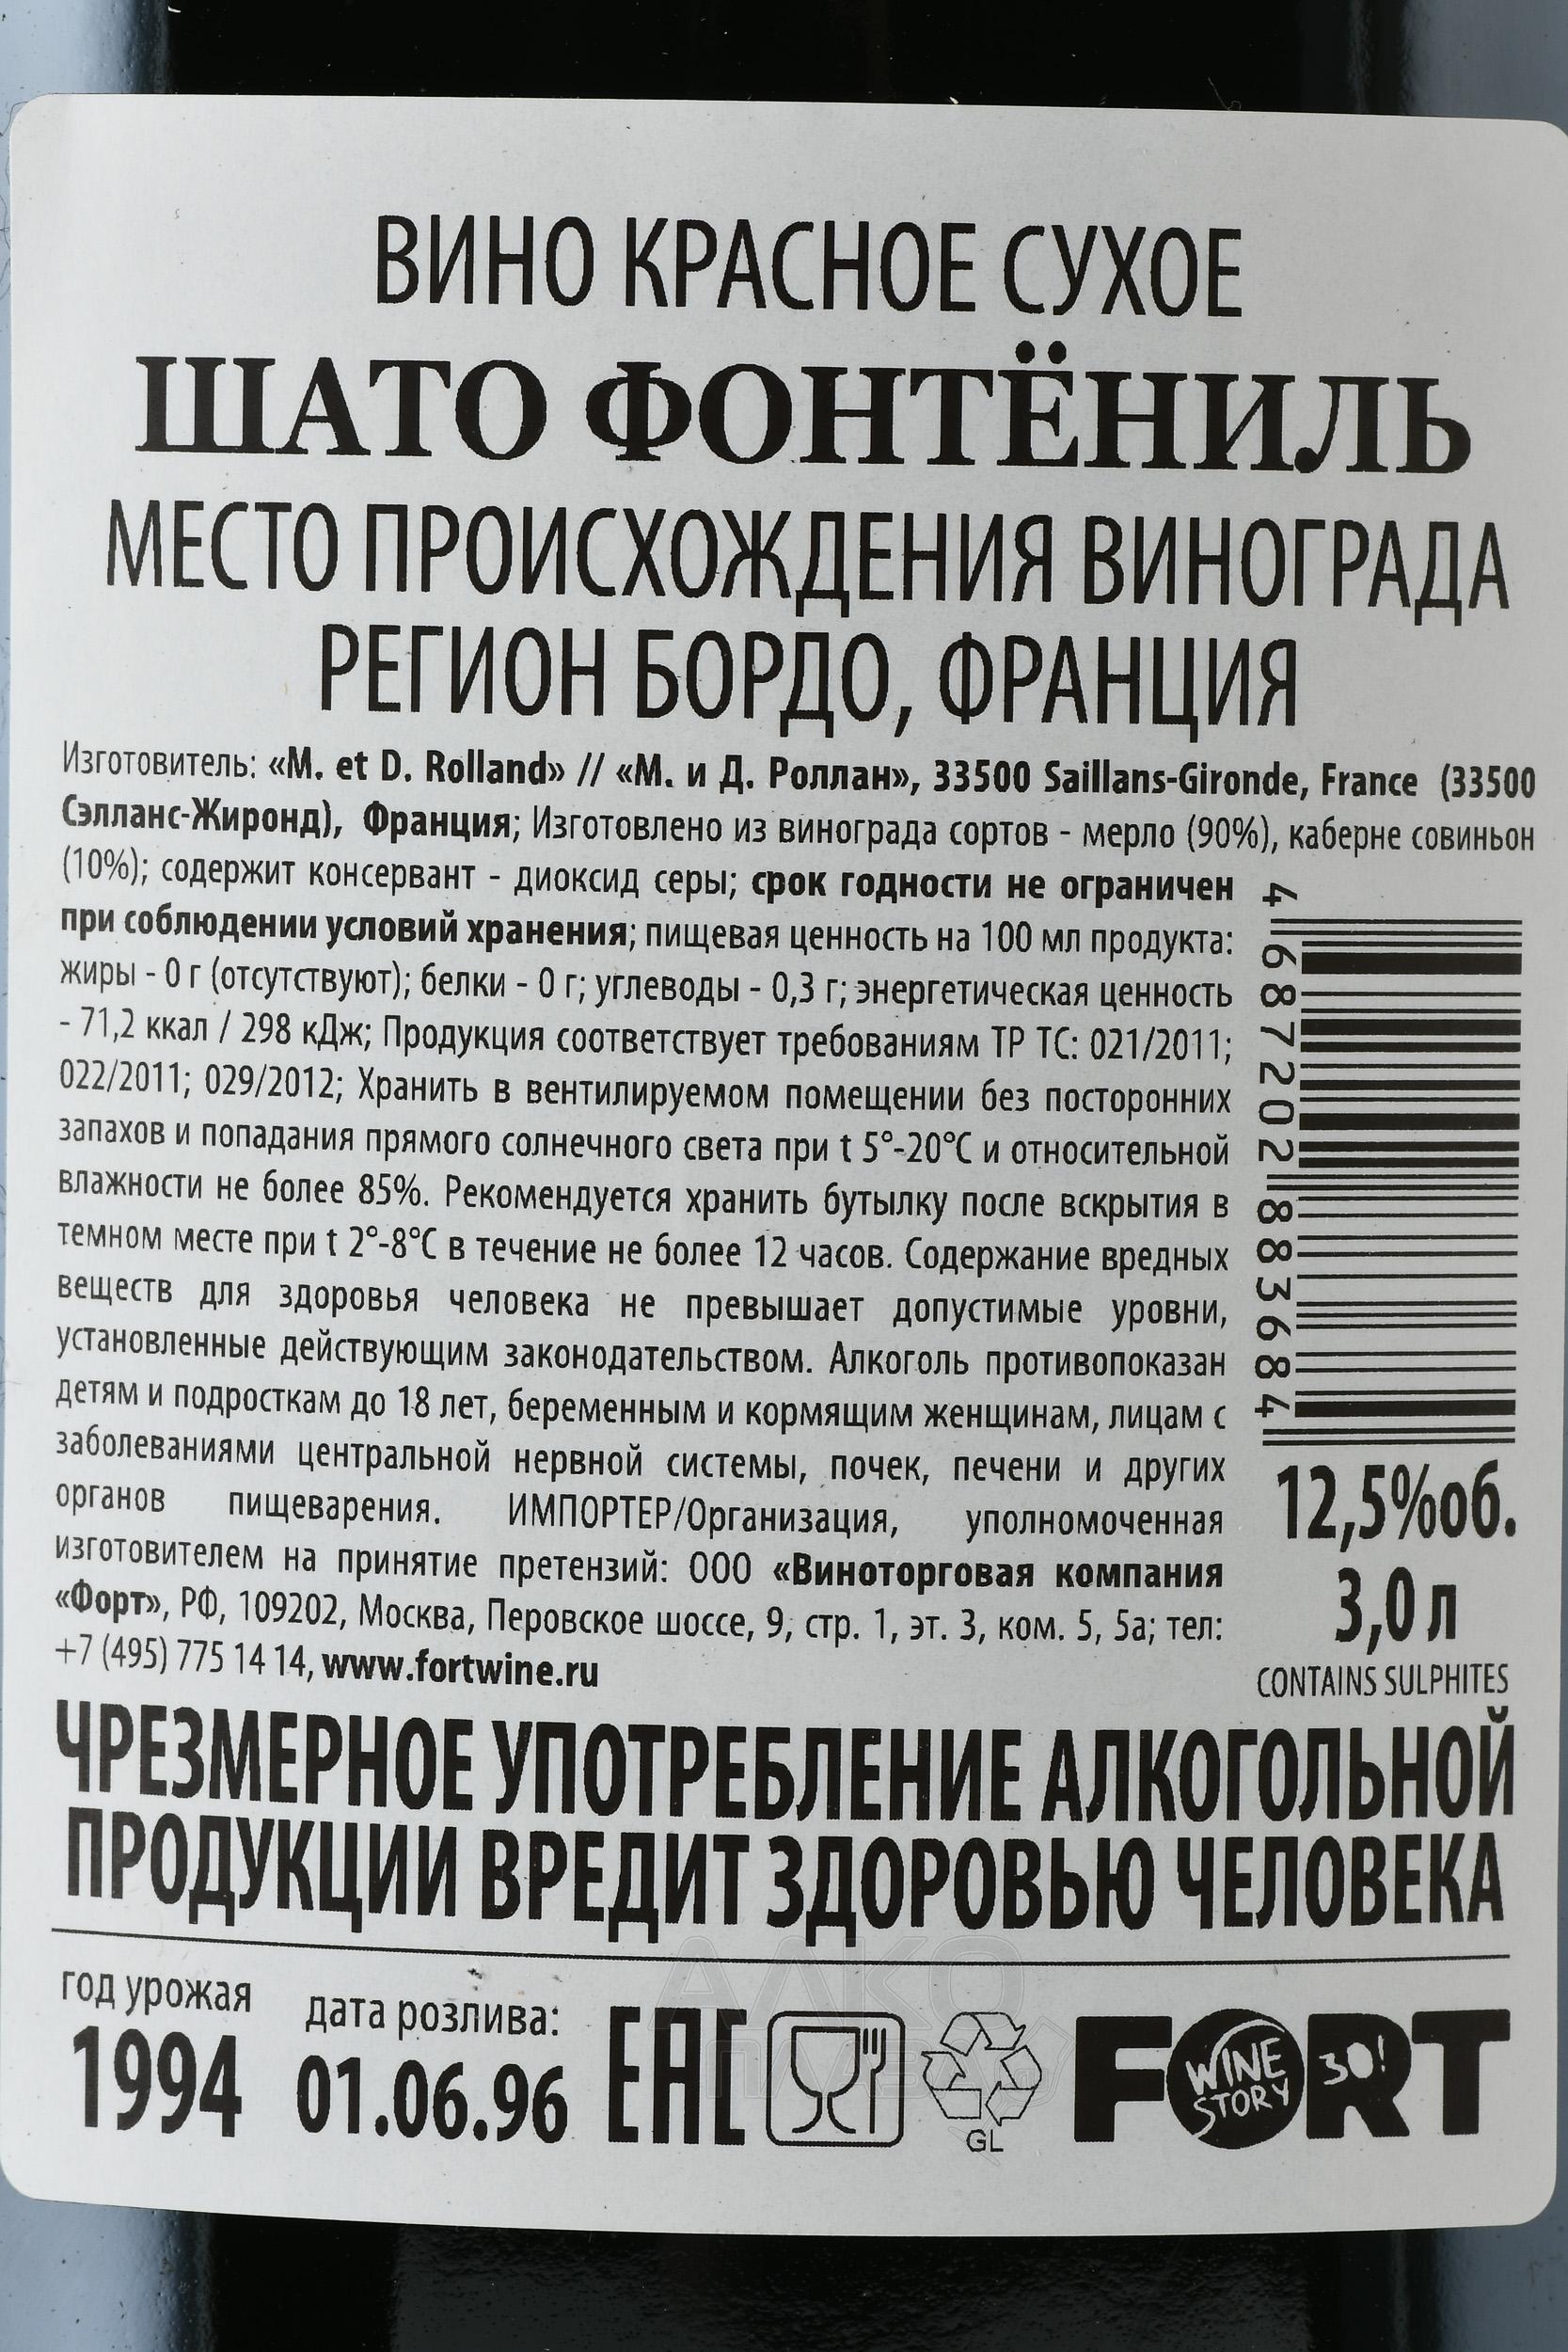 ВИНО КРАСНОЕ СУХОЕ
ШАТО ФОНТЁНИЛЬ
МЕСТО ПРОИСХОЖДЕНИЯ ВИНОГРАДА
РЕГИОН БОРДО, ФРАНЦИЯ
Изготовитель: «M. et D. Rolland» // «М. и Д. Роллан», 33500 Saillans-Gironde, France (33500
Сэлланс-Жиронд), Франция; Изготовлено из винограда сортов - мерло (90%), каберне совиньон
(10%); содержит консервант - диоксид серы; срок годности не ограничен
при соблюдении условий хранения; пищевая ценность на 100 мл продукта:
жиры - 0 г (отсутствуют); белки - 0 г; углеводы - 0,3 г; энергетическая ценность
- 71,2 ккал / 298 кДж; Продукция соответствует требованиям ТР ТС: 021/2011;
022/2011; 029/2012; Хранить в вентилируемом помещении без посторонних
запахов и попадания прямого солнечного света при t 5°-20°C и относительной
влажности не более 85%. Рекомендуется хранить бутылку после вскрытия в
темном месте при t 2°-8°C в течение не более 12 часов. Содержание вредных
веществ для здоровья человека не превышает допустимые уровни,
установленные действующим законодательством. Алкоголь противопоказан
детям и подросткам до 18 лет, беременным и кормящим женщинам, лицам с
заболеваниями центральной нервной системы, почек, печени и других
органов пищеварения. ИМПОРТЕР/Организация, уполномоченная
изготовителем на принятие претензий: ООО «Виноторговая компания
«Форт», РФ, 109202, Москва, Перовское шоссе, 9, стр. 1, эт. 3, ком. 5, 5а; тел:
+7 (495) 775 14 14, www.fortwine.ru
4 687202 883684
12,5%об.
3,0 л
CONTAINS SULPHITES
ЧРЕЗМЕРНОЕ УПОТРЕБЛЕНИЕ АЛКОГОЛЬНОЙ
ПРОДУКЦИИ ВРЕДИТ ЗДОРОВЬЮ ЧЕЛОВЕКА
год урожая
1994
дата розлива:
01.06.96
EAC
GL
FORT
WINE STORY
30!
АЛКО